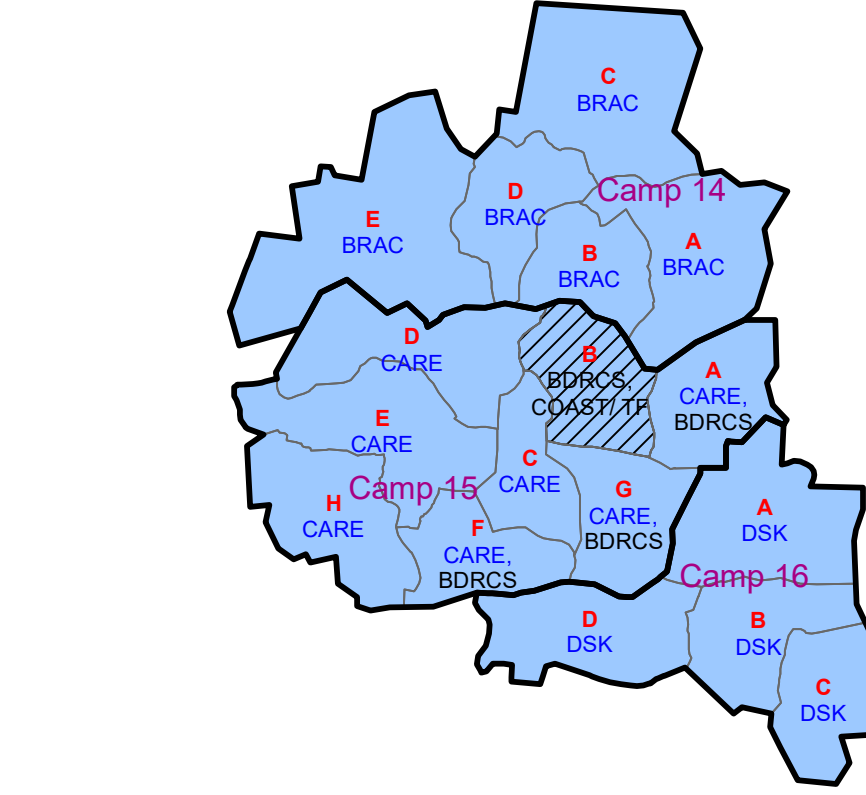 C
BRAC
D
BRAC
Camp 14
E
BRAC
B
BRAC
A
BRAC
D
CARE
B
BDRCS,
COAST/ TF
A
CARE,
BDRCS
E
CARE
C
CARE
Camp 15
H
CARE
G
CARE,
BDRCS
F
CARE,
BDRCS
A
DSK
Camp 16
D
DSK
B
DSK
C
DSK